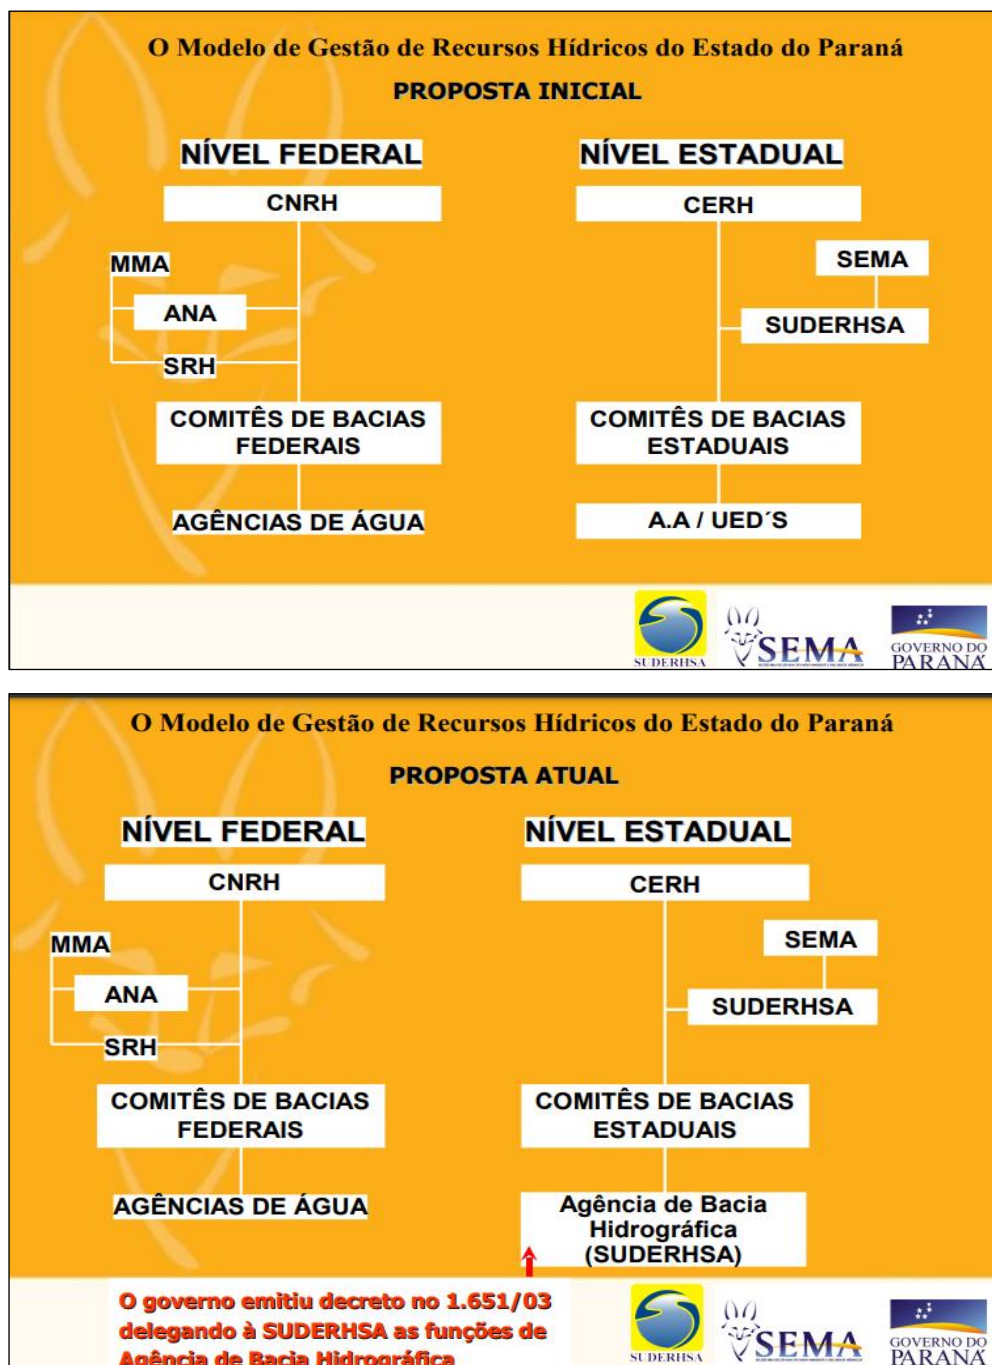 O Modelo de Gestão de Recursos Hídricos do Estado do Paraná
PROPOSTA INICIAL
NÍVEL FEDERAL
CNRH
MMA
ANA
SRH
COMITÊS DE BACIAS
FEDERAIS
AGÊNCIAS DE ÁGUA
NÍVEL ESTADUAL
CERH
SEMA
SUDERHSA
COMITÊS DE BACIAS
ESTADUAIS
A.A / UED´S
SUDERHSA
SEMA
GOVERNO DO
PARANÁ
O Modelo de Gestão de Recursos Hídricos do Estado do Paraná
PROPOSTA ATUAL
NÍVEL FEDERAL
CNRH
MMA
ANA
SRH
COMITÊS DE BACIAS
FEDERAIS
AGÊNCIAS DE ÁGUA
NÍVEL ESTADUAL
CERH
SEMA
SUDERHSA
COMITÊS DE BACIAS
ESTADUAIS
Agência de Bacia
Hidrográfica
(SUDERHSA)
O governo emitiu decreto no 1.651/03
delegando à SUDERHSA as funções de
Agência de Bacia Hidrográfica
SUDERHSA
SEMA
GOVERNO DO
PARANÁ